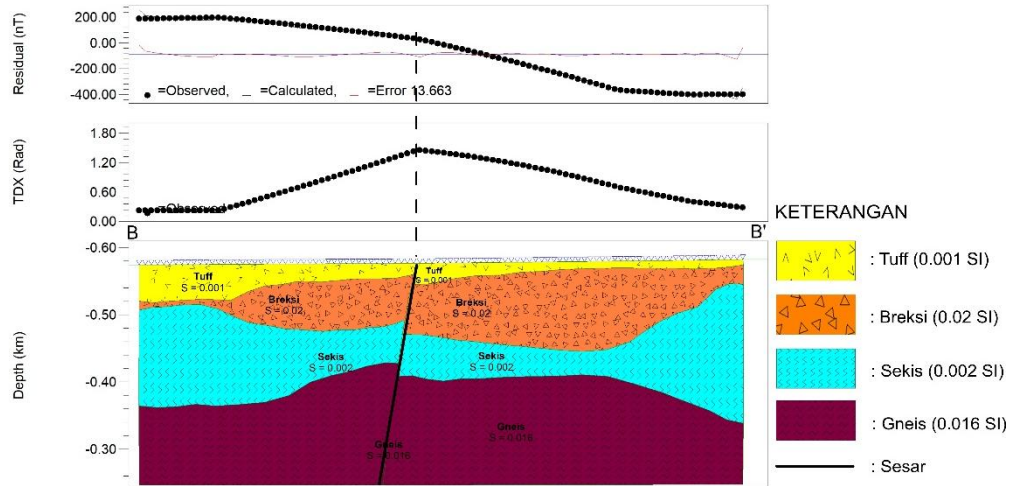 Residual (nT)
200.00
0.00
-200.00
-400.00
=Observed, =Calculated, =Error 13.663
TDX (Rad)
1.80
1.20
0.60
0.00
=Observed
B
B'
Depth (km)
-0.60
-0.50
-0.40
-0.30
Tuff
S = 0.001
Tuff
S = 0.001
Breksi
S = 0.02
Breksi
S = 0.02
Sekis
S = 0.002
Sekis
S = 0.002
Gneis
S = 0.016
Gneis
S = 0.016
KETERANGAN
: Tuff (0.001 SI)
: Breksi (0.02 SI)
: Sekis (0.002 SI)
: Gneis (0.016 SI)
: Sesar